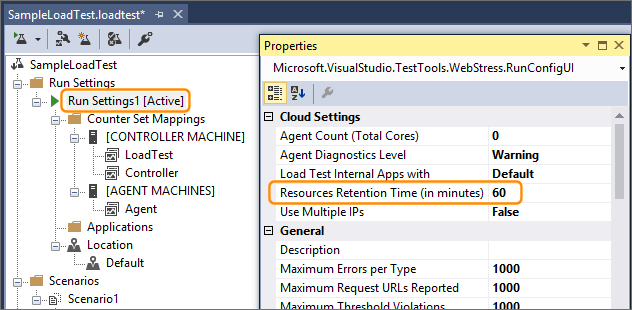 SampleLoadTest.loadtest*
SampleLoadTest
Run Settings
Run Settings1 [Active]
Counter Set Mappings
[CONTROLLER MACHINE]
LoadTest
Controller
[AGENT MACHINES]
Agent
Applications
Location
Default
Scenarios
Scenario1
Properties
Microsoft.VisualStudio.TestTools.WebStress.RunConfigUI
Cloud Settings
Agent Count (Total Cores) 0
Agent Diagnostics Level Warning
Load Test Internal Apps with Default
Resources Retention Time (in minutes) 60
Use Multiple IPs False
General
Description
Maximum Errors per Type 1000
Maximum Request URLs Reported 1000
Maximum Threshold Violations 1000